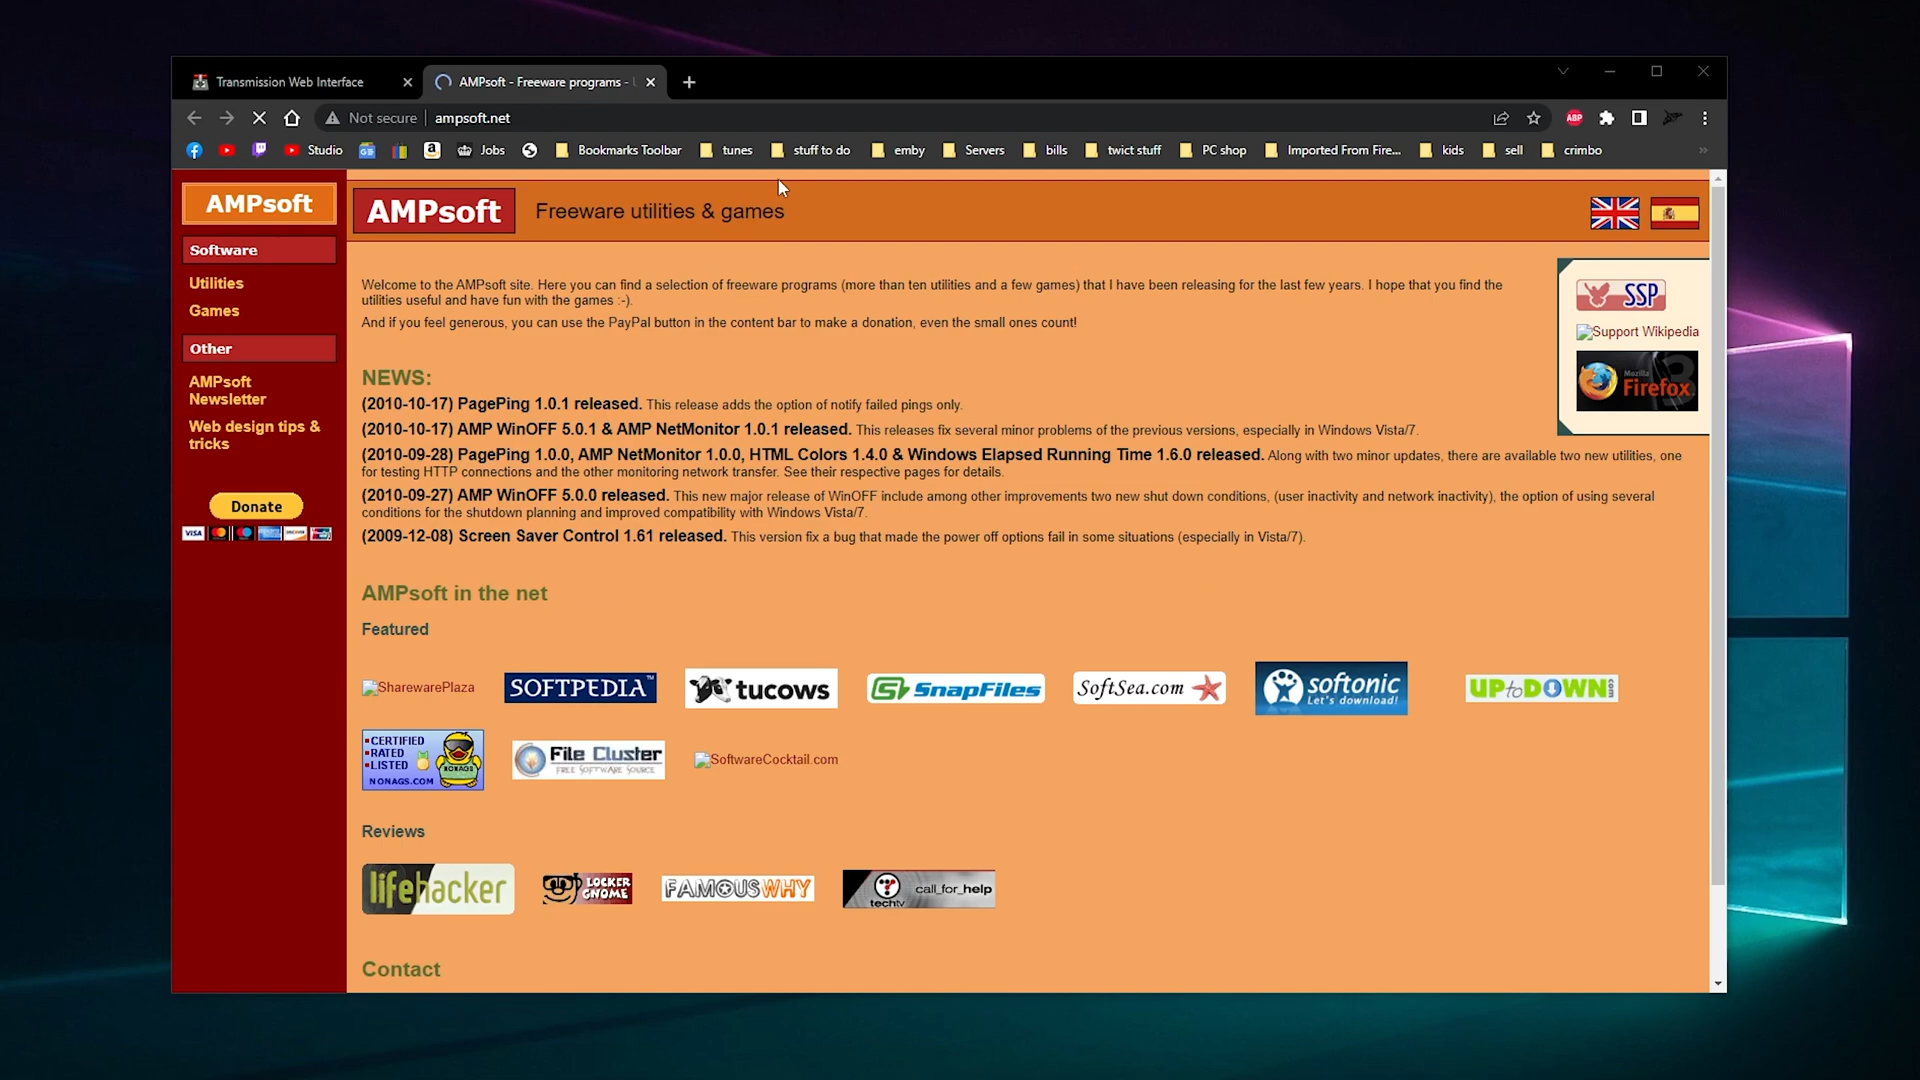 Transmission Web Interface
AMPsoft - Freeware programs -
Not secure
ampsoft.net
ABP
Studio
Jobs
Bookmarks Toolbar
tunes
stuff to do
emby
Servers
bills
twict stuff
PC shop
Imported From Fire...
kids
sell
crimbo
AMPsoft
Software
Utilities
Games
Other
AMPsoft
Newsletter
Web design tips &
tricks
Donate
VISA
AMPsoft
Freeware utilities & games
Welcome to the AMPsoft site. Here you can find a selection of freeware programs (more than ten utilities and a few games) that I have been releasing for the last few years. I hope that you find the
utilities useful and have fun with the games :-).
And if you feel generous, you can use the PayPal button in the content bar to make a donation, even the small ones count!
SSP
Support Wikipedia
Mozilla
Firefox
3
NEWS:
(2010-10-17) PagePing 1.0.1 released. This release adds the option of notify failed pings only.
(2010-10-17) AMP WinOFF 5.0.1 & AMP NetMonitor 1.0.1 released. This releases fix several minor problems of the previous versions, especially in Windows Vista/7.
(2010-09-28) PagePing 1.0.0, AMP NetMonitor 1.0.0, HTML Colors 1.4.0 & Windows Elapsed Running Time 1.6.0 released. Along with two minor updates, there are available two new utilities, one
for testing HTTP connections and the other monitoring network transfer. See their respective pages for details.
(2010-09-27) AMP WinOFF 5.0.0 released. This new major release of WinOFF include among other improvements two new shut down conditions, (user inactivity and network inactivity), the option of using several
conditions for the shutdown planning and improved compatibility with Windows Vista/7.
(2009-12-08) Screen Saver Control 1.61 released. This version fix a bug that made the power off options fail in some situations (especially in Vista/7).
AMPsoft in the net
Featured
SharewarePlaza
SOFTPEDIA™
tucows
SnapFiles
SoftSea.com
softonic
Let's download!
UPtoDOWN.com
CERTIFIED
RATED
LISTED
NONAGS.COM
NONAGS
File Cluster
FREE SOFTWARE SOURCE
SoftwareCocktail.com
Reviews
lifehacker
LOCKER
GNOME
FAMOUSWHY
techtv
call_for_help
Contact